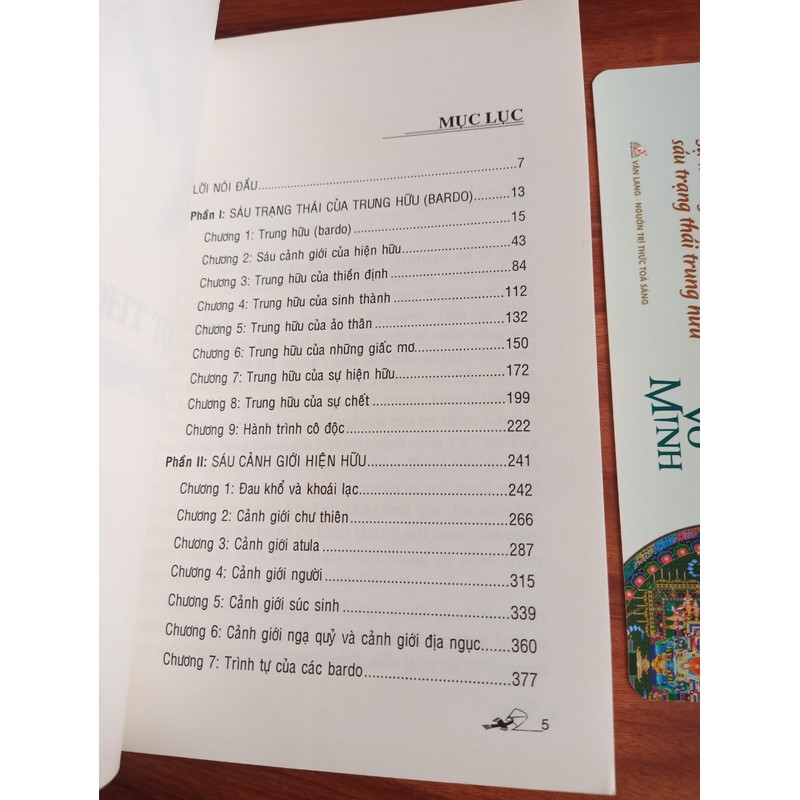 MỤC LỤC
LỜI NÓI ĐẦU........................................7
Phần I: SÁU TRẠNG THÁI CỦA TRUNG HỮU (BARDO)..........13
Chương 1: Trung hữu (bardo)..............................15
Chương 2: Sáu cảnh giới của hiện hữu......................43
Chương 3: Trung hữu của thiền định........................84
Chương 4: Trung hữu của sinh thành.......................112
Chương 5: Trung hữu của ảo thân..........................132
Chương 6: Trung hữu của những giấc mơ....................150
Chương 7: Trung hữu của sự hiện hữu......................172
Chương 8: Trung hữu của sự chết..........................199
Chương 9: Hành trình cô độc..............................222
Phần II: SÁU CẢNH GIỚI HIỆN HỮU..........................241
Chương 1: Đau khổ và khoái lạc...........................242
Chương 2: Cảnh giới chư thiên............................266
Chương 3: Cảnh giới atula................................287
Chương 4: Cảnh giới người................................315
Chương 5: Cảnh giới súc sinh.............................339
Chương 6: Cảnh giới ngạ quỷ và cảnh giới địa ngục........360
Chương 7: Trình tự của các bardo.........................377
5
sáu trạng thái trung hữu
VĂN LANG - NGUỒN TRI THỨC TOẢ SÁNG
VÔ
MINH